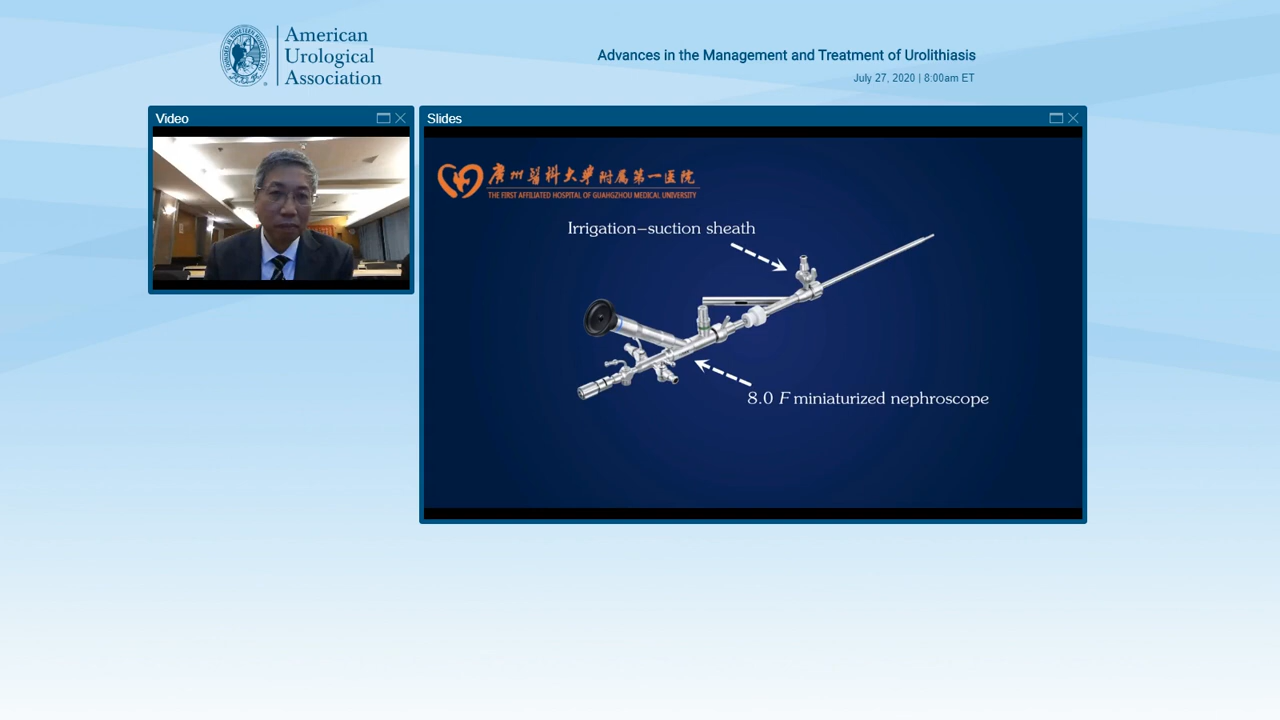 American
Urological
Association
Advances in the Management and Treatment of Urolithiasis
July 27, 2020 | 8:00am ET
Video
Slides
广州醫科大學附属第一医院
THE FIRST AFFILIATED HOSPITAL OF GUANGZHOU MEDICAL UNIVERSITY
Irrigation–suction sheath
8.0 F miniaturized nephroscope